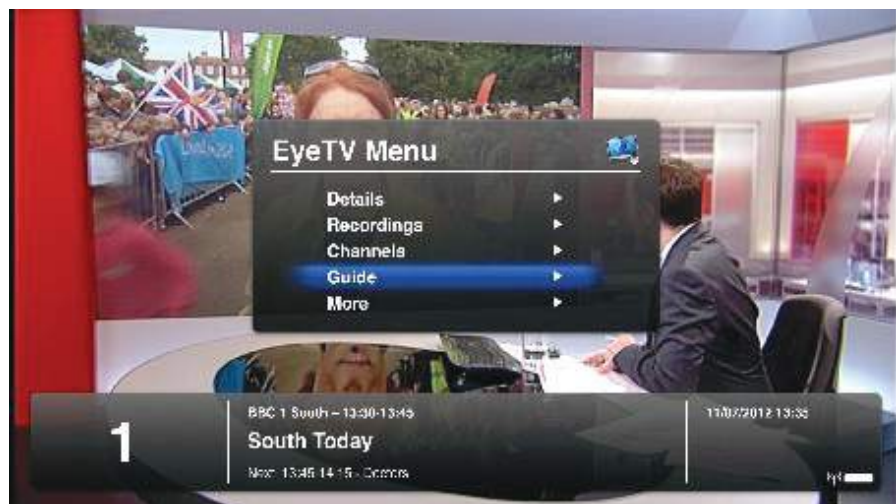 EyeTV Menu
Details
Recordings
Channels
Guide
More
1
BBC 1 South – 13:30-13:45
South Today
Next: 13:45-14:15 - Doctors
11/07/2012 13:35